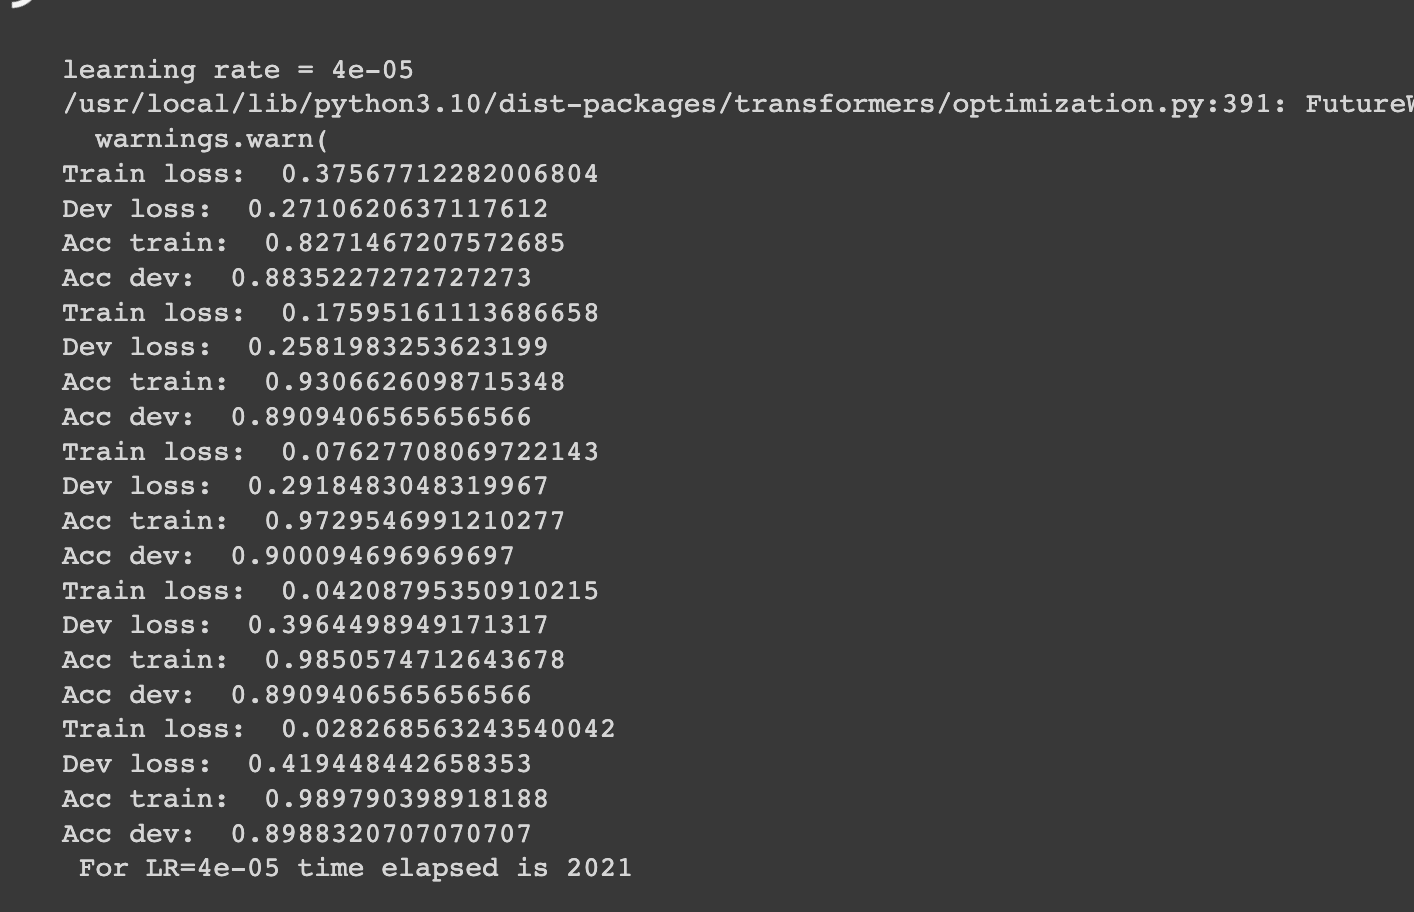 learning rate = 4e-05
/usr/local/lib/python3.10/dist-packages/transformers/optimization.py:391: FutureW
warnings.warn(
Train loss: 0.37567712282006804
Dev loss: 0.2710620637117612
Acc train: 0.8271467207572685
Acc dev: 0.8835227272727273
Train loss: 0.17595161113686658
Dev loss: 0.2581983253623199
Acc train: 0.9306626098715348
Acc dev: 0.8909406565656566
Train loss: 0.07627708069722143
Dev loss: 0.2918483048319967
Acc train: 0.9729546991210277
Acc dev: 0.900094696969697
Train loss: 0.04208795350910215
Dev loss: 0.3964498949171317
Acc train: 0.9850574712643678
Acc dev: 0.8909406565656566
Train loss: 0.028268563243540042
Dev loss: 0.419448442658353
Acc train: 0.989790398918188
Acc dev: 0.8988320707070707
For LR=4e-05 time elapsed is 2021